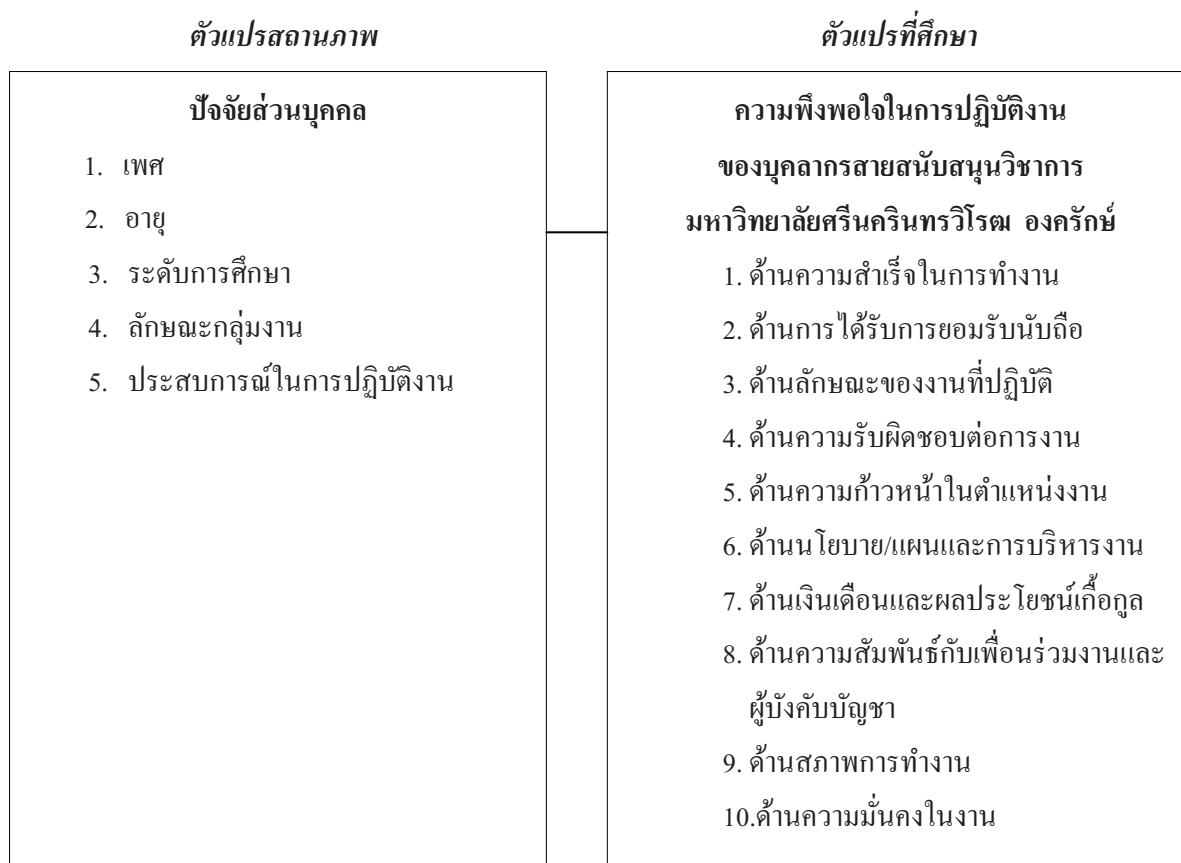 ตัวแปรสถานภาพ
ปัจจัยส่วนบุคคล
1. เพศ
2. อายุ
3. ระดับการศึกษา
4. ลักษณะกลุ่มงาน
5. ประสบการณ์ในการปฏิบัติงาน
ตัวแปรที่ศึกษา
ความพึงพอใจในการปฏิบัติงาน
ของบุคลากรสายสนับสนุนวิชาการ
มหาวิทยาลัยศรีนครินทรวิโรฒ องครักษ์
1. ด้านความสำเร็จในการทำงาน
2. ด้านการได้รับการยอมรับนับถือ
3. ด้านลักษณะของงานที่ปฏิบัติ
4. ด้านความรับผิดชอบต่อการงาน
5. ด้านความก้าวหน้าในตำแหน่งงาน
6. ด้านนโยบาย/แผนและการบริหารงาน
7. ด้านเงินเดือนและผลประโยชน์เกื้อกูล
8. ด้านความสัมพันธ์กับเพื่อนร่วมงานและ
ผู้บังคับบัญชา
9. ด้านสภาพการทำงาน
10.ด้านความมั่นคงในงาน